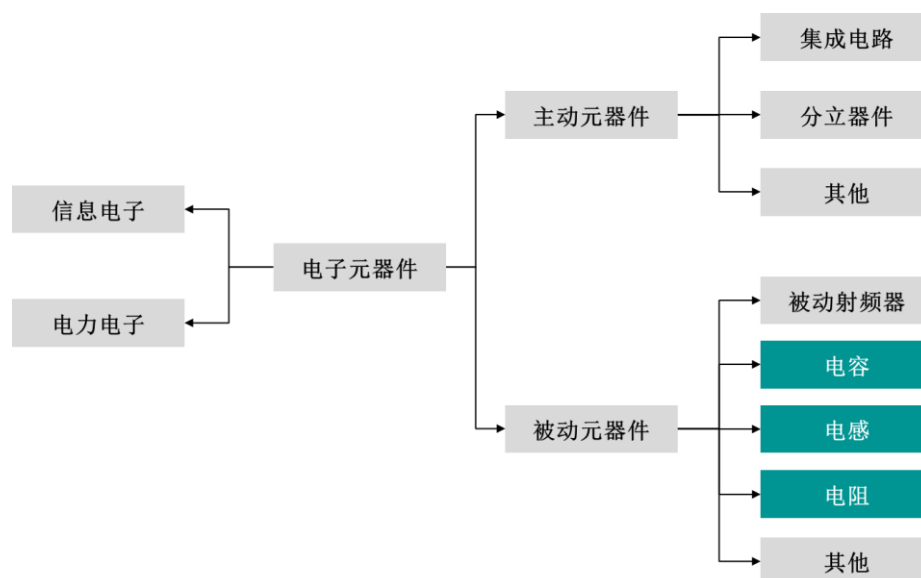 集成电路
主动元器件
分立器件
其他
信息电子
电子元器件
电力电子
被动射频器
电容
被动元器件
电感
电阻
其他